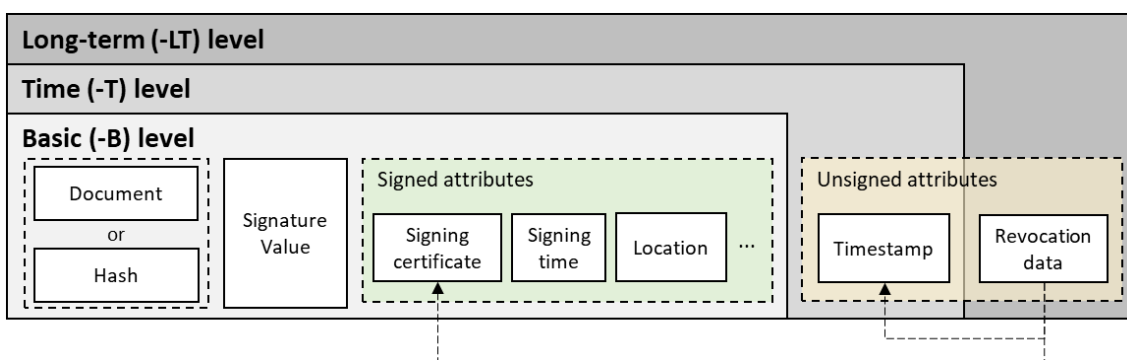 Long-term (-LT) level
Time (-T) level
Basic (-B) level
Document
or
Hash
Signature
Value
Signed attributes
Signing
certificate
Signing
time
Location
...
Unsigned attributes
Timestamp
Revocation
data